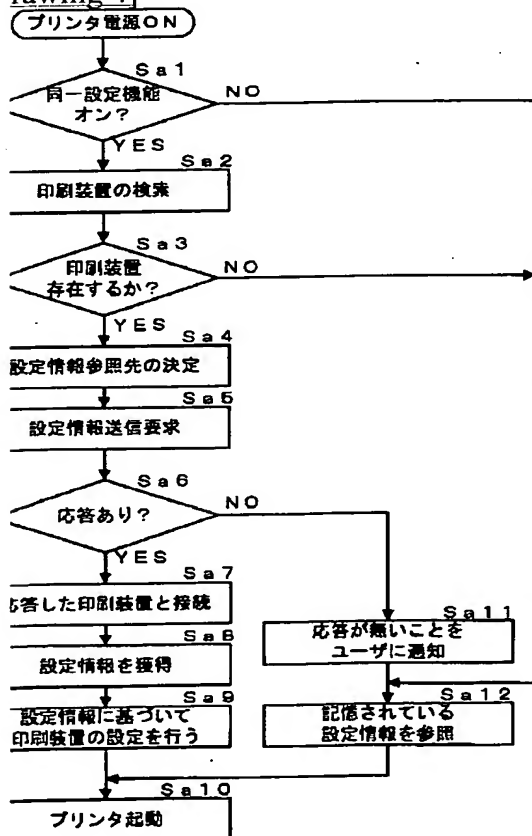 プリンタ電源ON
Sa1
同一設定機能
オン?
NO
YES
Sa2
印刷装置の検索
Sa3
印刷装置
存在するか?
NO
YES
Sa4
設定情報参照先の決定
Sa5
設定情報送信要求
Sa6
応答あり?
NO
YES
Sa7
応答した印刷装置と接続
Sa11
応答が無いことを
ユーザに通知
Sa8
設定情報を獲得
Sa9
設定情報に基づいて
印刷装置の設定を行う
Sa12
記憶されている
設定情報を参照
Sa10
プリンタ起動